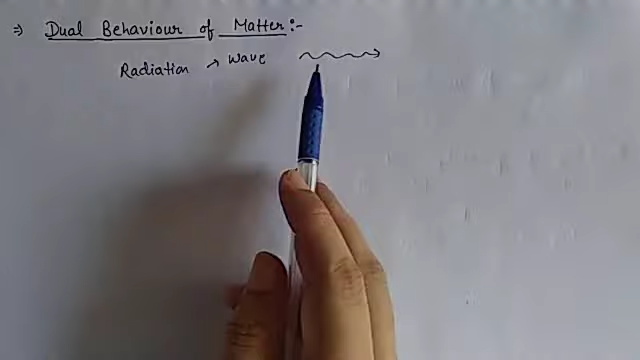 ⇒ Dual Behaviour of Matter:-
Radiation → Wave